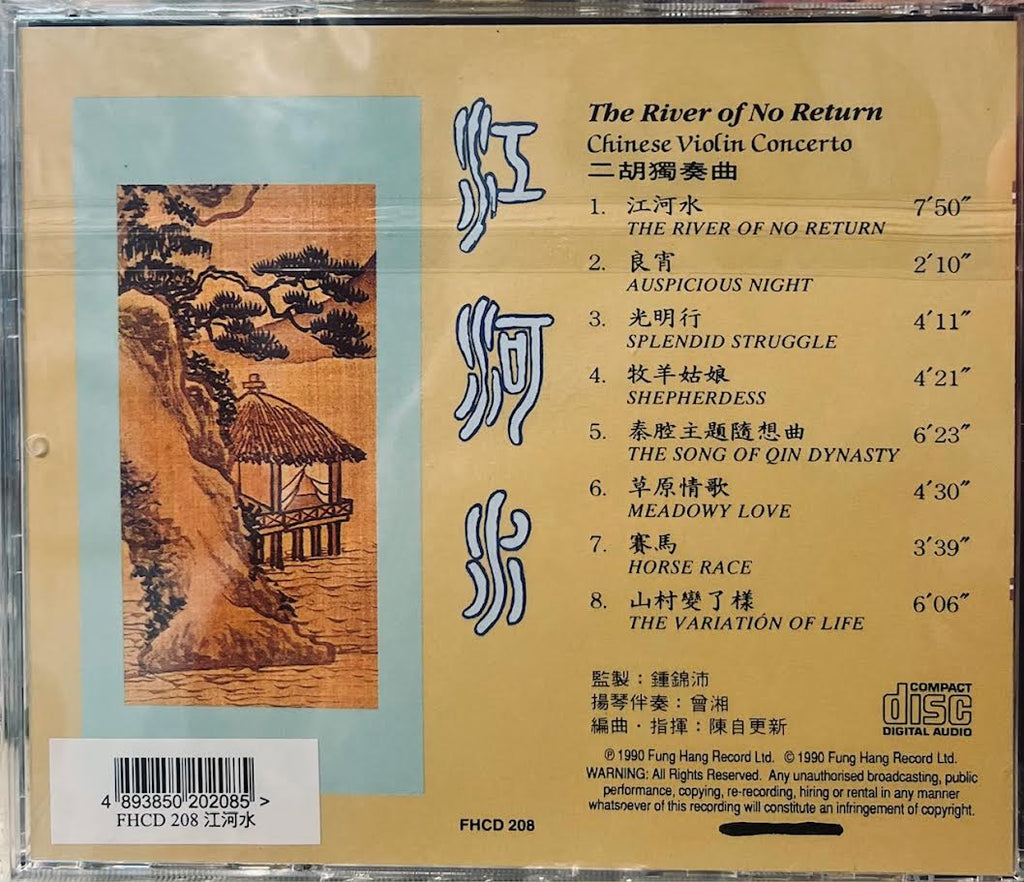 江河水
The River of No Return
Chinese Violin Concerto
二胡獨奏曲
1. 江河水 7′50″
THE RIVER OF NO RETURN
2. 良宵 2′10″
AUSPICIOUS NIGHT
3. 光明行 4′11″
SPLENDID STRUGGLE
4. 牧羊姑娘 4′21″
SHEPHERDESS
5. 秦腔主題隨想曲 6′23″
THE SONG OF QIN DYNASTY
6. 草原情歌 4′30″
MEADOWY LOVE
7. 賽馬 3′39″
HORSE RACE
8. 山村變了樣 6′06″
THE VARIATIÓN OF LIFE
監製：鍾錦沛
揚琴伴奏：曾湘
編曲·指揮：陳自更新
COMPACT
disc
DIGITAL AUDIO
℗ 1990 Fung Hang Record Ltd. © 1990 Fung Hang Record Ltd.
WARNING: All Rights Reserved. Any unauthorised broadcasting, public
performance, copying, re-recording, hiring or rental in any manner
whatsoever of this recording will constitute an infringement of copyright.
FHCD 208
4 893850 202085 >
FHCD 208 江河水